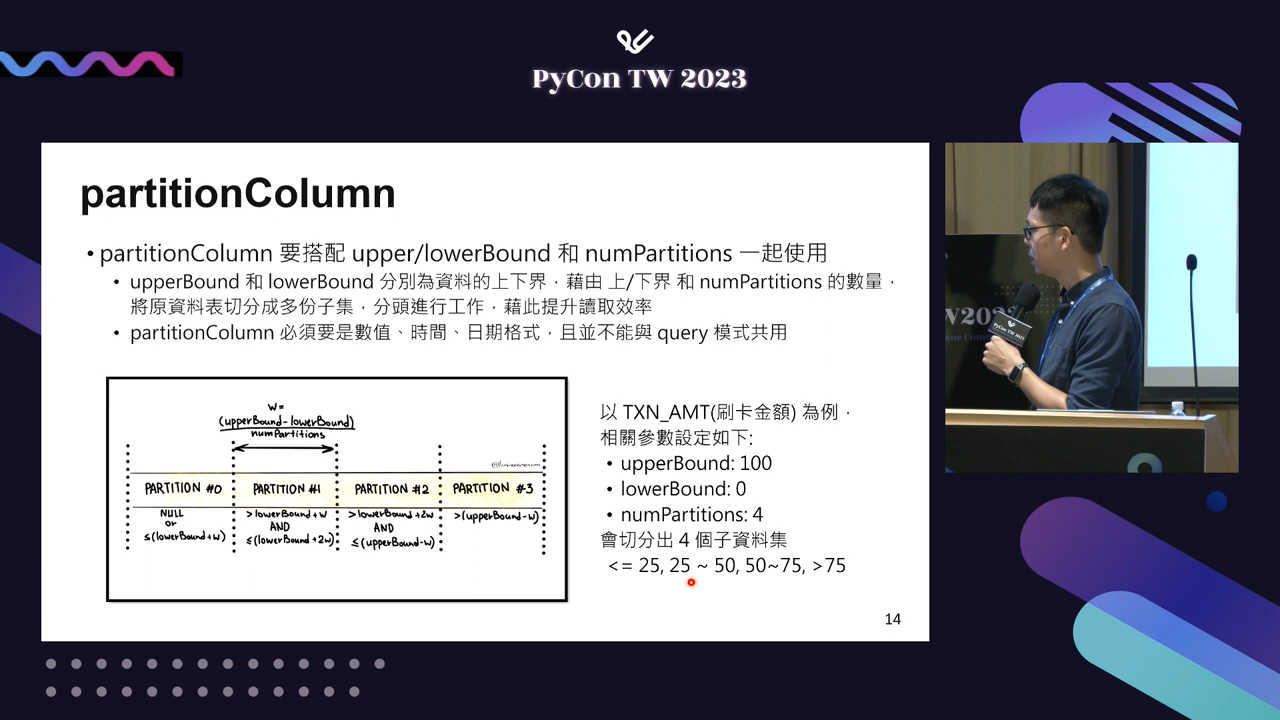 PyCon TW 2023
partitionColumn
• partitionColumn 要搭配 upper/lowerBound 和 numPartitions 一起使用
• upperBound 和 lowerBound 分別為資料的上下界，藉由 上/下界 和 numPartitions 的數量，
將原資料表切分成多份子集，分頭進行工作，藉此提升讀取效率
• partitionColumn 必須要是數值、時間、日期格式，且並不能與 query 模式共用
W=
(upperBound-lowerBound)
numPartitions
PARTITION #0
PARTITION #1
PARTITION #2
PARTITION #3
NULL
or
≤(lowerBound+w)
>lowerBound+w
AND
≤(lowerBound+2w)
>lowerBound+2w
AND
≤(upperBound-w)
>(upperBound-w)
以 TXN_AMT(刷卡金額) 為例，
相關參數設定如下:
• upperBound: 100
• lowerBound: 0
• numPartitions: 4
會切分出 4 個子資料集
<= 25, 25 ~ 50, 50~75, >75
14
PyCon TW 2023